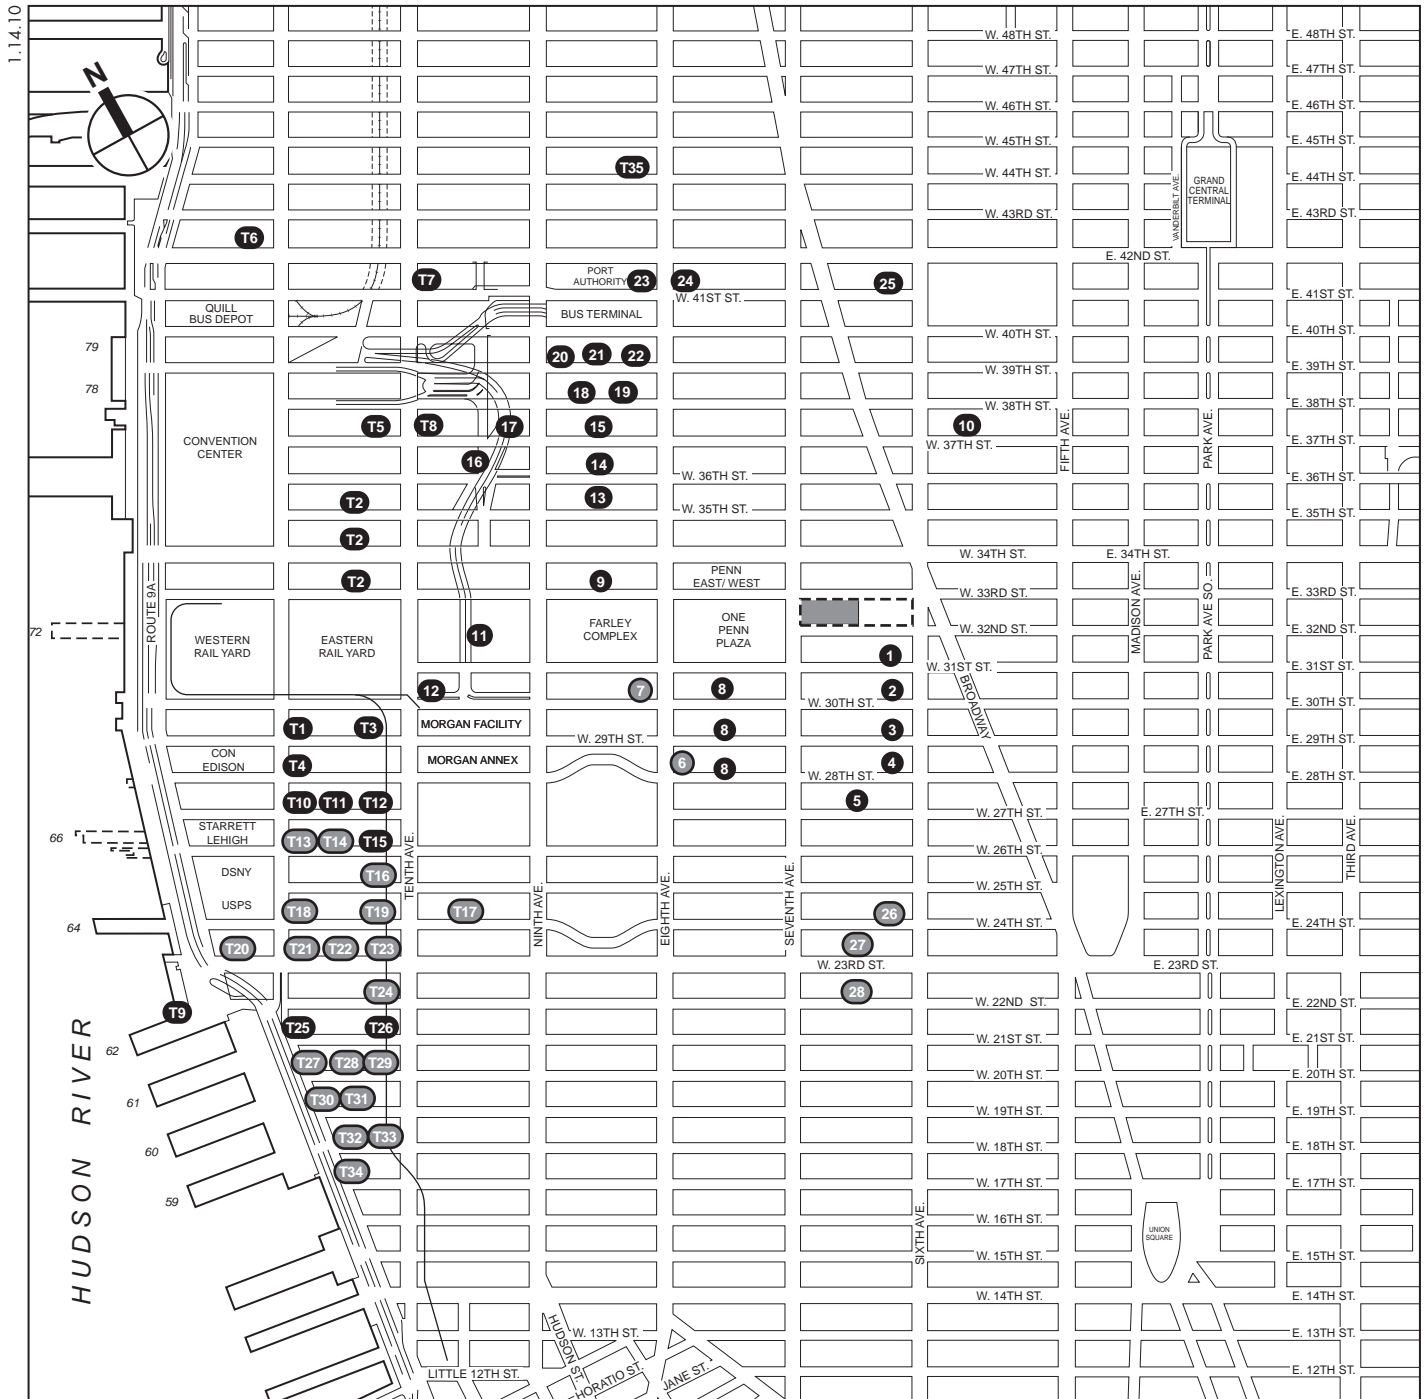 1.14.10
N
W. 48TH ST.
E. 48TH ST.
W. 47TH ST.
E. 47TH ST.
W. 46TH ST.
E. 46TH ST.
W. 45TH ST.
E. 45TH ST.
T35
W. 44TH ST.
E. 44TH ST.
VANDERBILT AVE.
GRAND
CENTRAL
TERMINAL
W. 43RD ST.
E. 43RD ST.
T6
E. 42ND ST.
T7
PORT
AUTHORITY
23
24
25
W. 41ST ST.
E. 41ST ST.
QUILL
BUS DEPOT
BUS TERMINAL
W. 40TH ST.
E. 40TH ST.
79
20
21
22
W. 39TH ST.
E. 39TH ST.
78
18
19
W. 38TH ST.
E. 38TH ST.
CONVENTION
CENTER
T5
T8
17
15
10
W. 37TH ST.
E. 37TH ST.
FIFTH AVE.
PARK AVE.
16
14
W. 36TH ST.
E. 36TH ST.
T2
13
W. 35TH ST.
E. 35TH ST.
T2
W. 34TH ST.
E. 34TH ST.
T2
9
PENN
EAST/ WEST
W. 33RD ST.
E. 33RD ST.
ROUTE 9A
MADISON AVE.
PARK AVE SO.
72
WESTERN
RAIL YARD
EASTERN
RAIL YARD
11
FARLEY
COMPLEX
ONE
PENN
PLAZA
W. 32ND ST.
E. 32ND ST.
1
W. 31ST ST.
E. 31ST ST.
12
7
8
2
W. 30TH ST.
E. 30TH ST.
BROADWAY
T1
T3
MORGAN FACILITY
8
3
W. 29TH ST.
E. 29TH ST.
CON
EDISON
T4
MORGAN ANNEX
6
8
4
W. 28TH ST.
E. 28TH ST.
T10
T11
T12
5
W. 27TH ST.
E. 27TH ST.
66
STARRETT
LEHIGH
T13
T14
T15
W. 26TH ST.
TENTH AVE.
LEXINGTON AVE.
THIRD AVE.
DSNY
T16
W. 25TH ST.
USPS
T18
T19
T17
NINTH AVE.
EIGHTH AVE.
SEVENTH AVE.
26
W. 24TH ST.
E. 24TH ST.
64
T20
T21
T22
T23
27
W. 23RD ST.
E. 23RD ST.
T24
28
W. 22ND ST.
E. 22ND ST.
T9
T25
T26
W. 21ST ST.
E. 21ST ST.
62
T27
T28
T29
W. 20TH ST.
E. 20TH ST.
61
T30
T31
W. 19TH ST.
E. 19TH ST.
60
T32
T33
W. 18TH ST.
E. 18TH ST.
59
T34
W. 17TH ST.
E. 17TH ST.
HUDSON RIVER
W. 16TH ST.
SIXTH AVE.
UNION
SQUARE
W. 15TH ST.
E. 15TH ST.
W. 14TH ST.
E. 14TH ST.
HUDSON ST.
W. 13TH ST.
E. 13TH ST.
LITTLE 12TH ST.
HORATIO ST.
JANE ST.
E. 12TH ST.